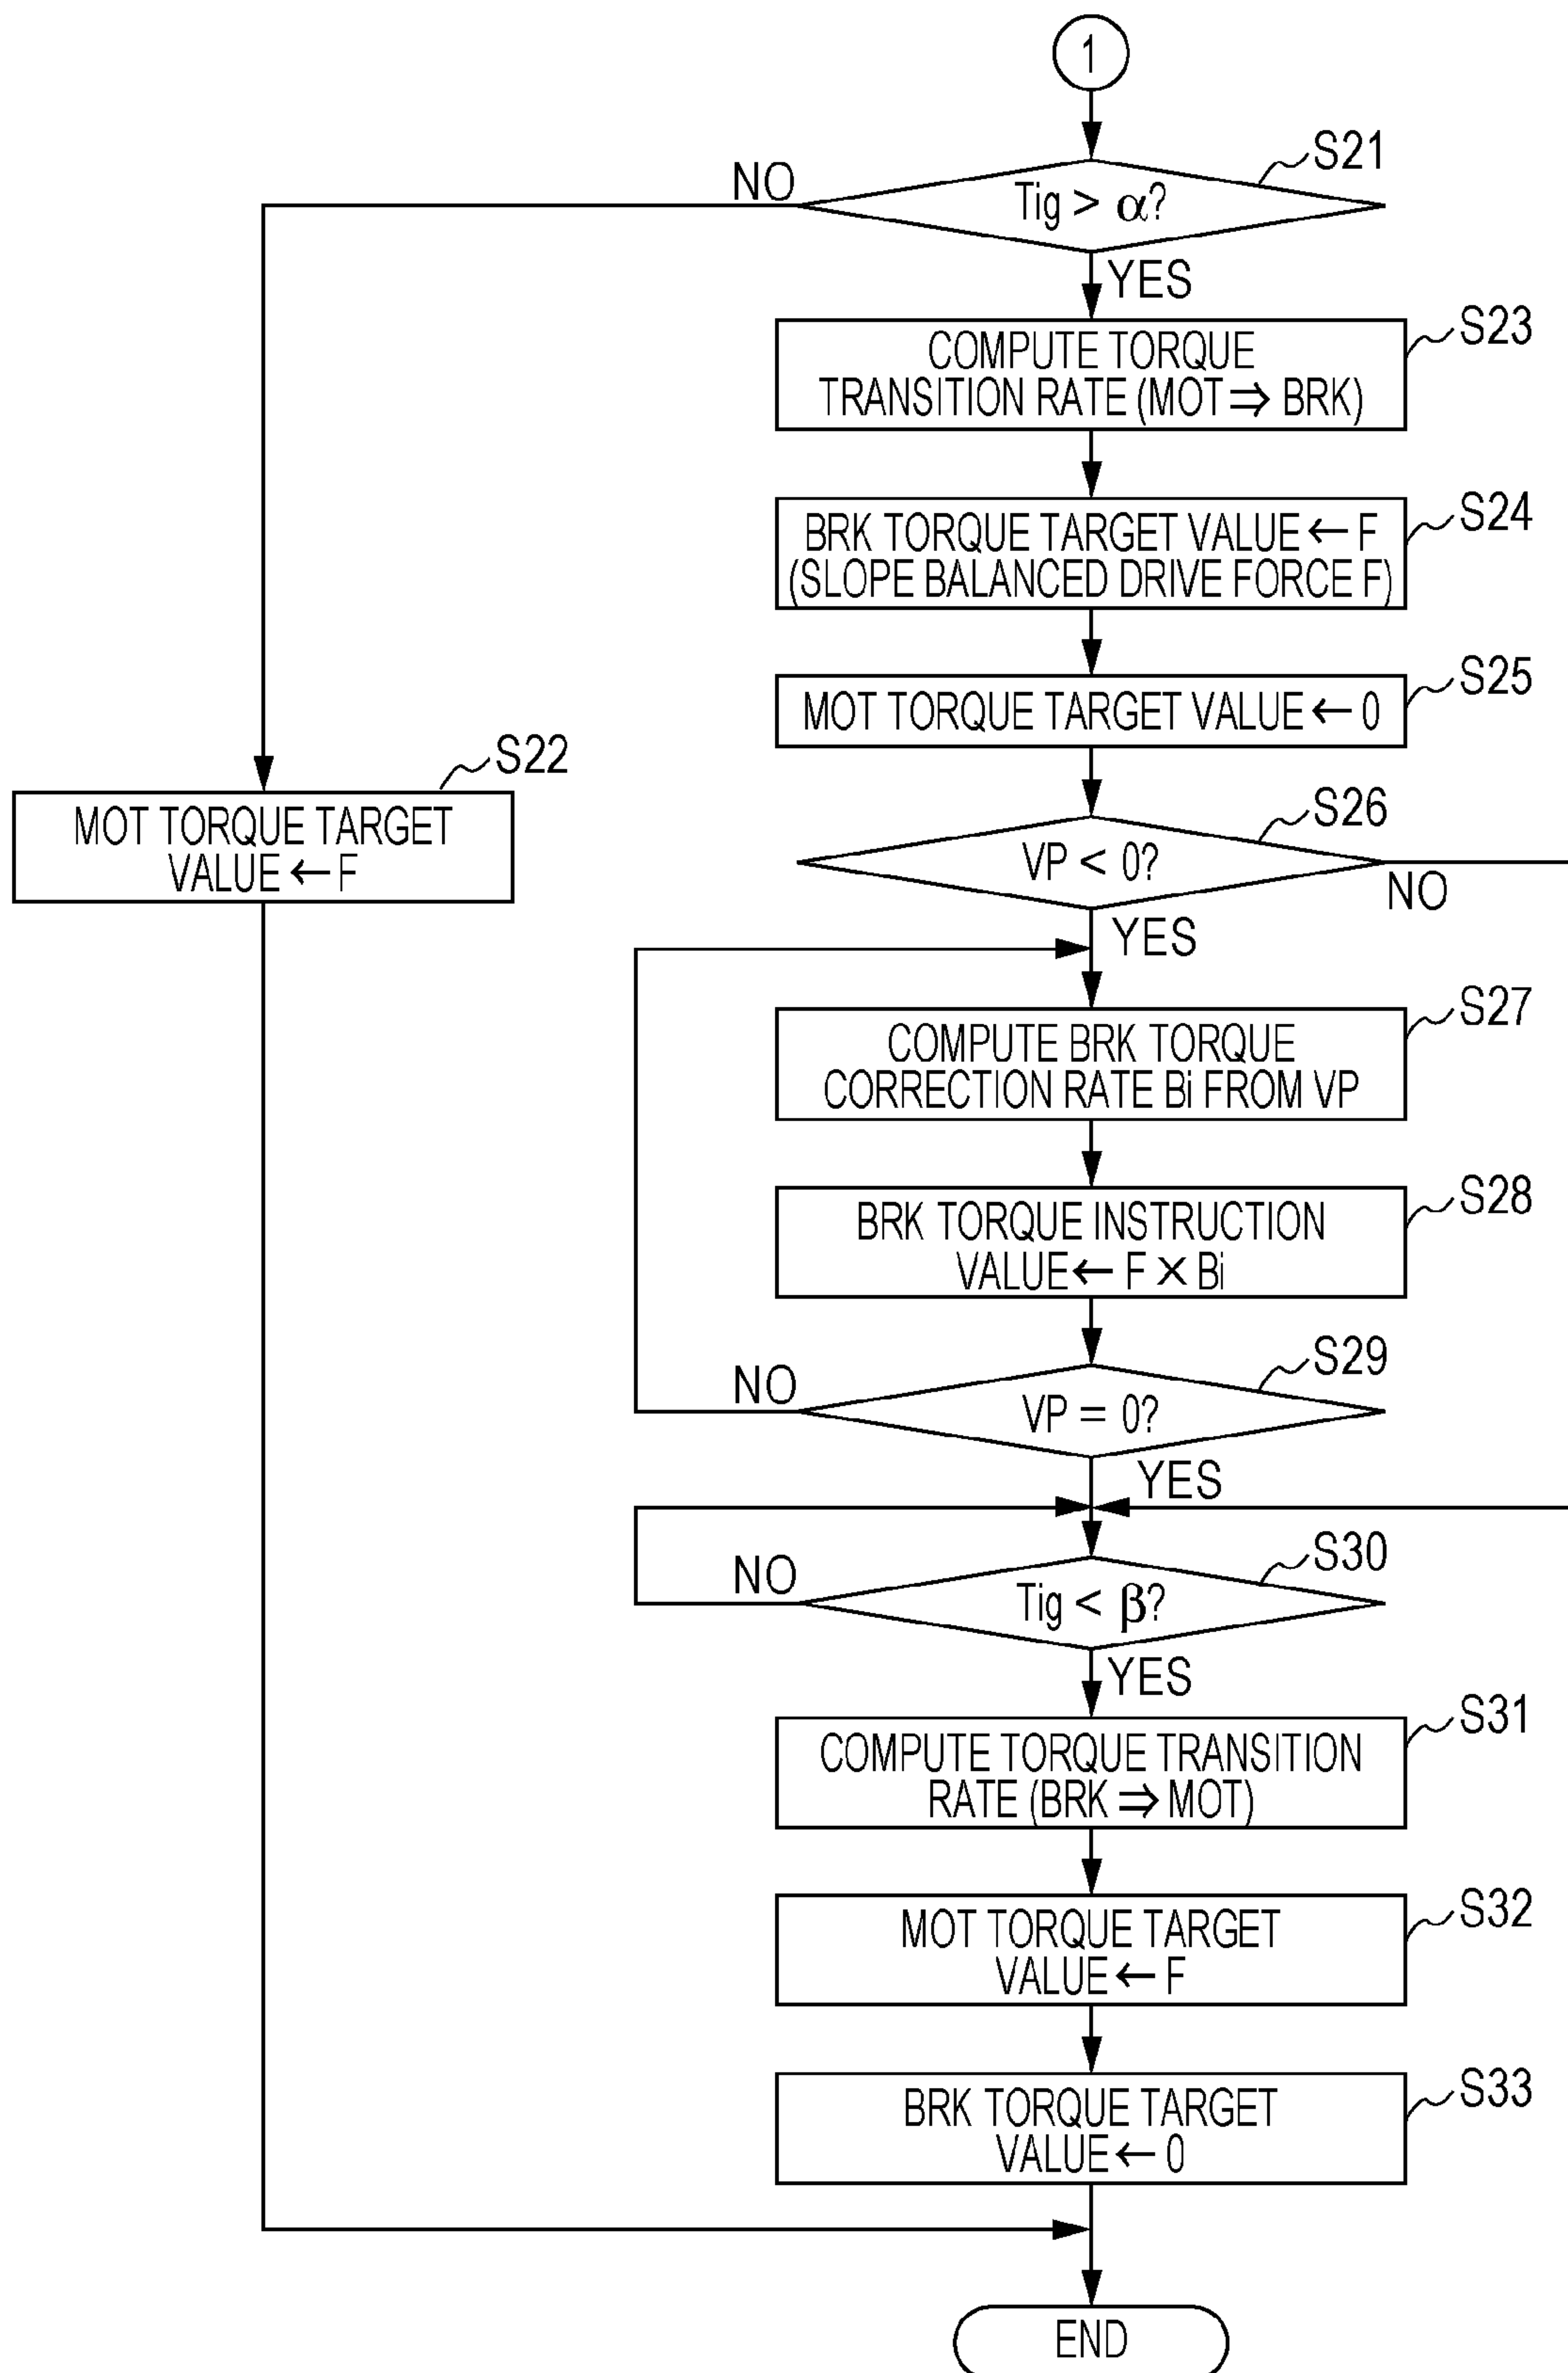 1
S21
NO
Tig > α?
YES
S23
COMPUTE TORQUE
TRANSITION RATE (MOT ⇒ BRK)
S24
BRK TORQUE TARGET VALUE ← F
(SLOPE BALANCED DRIVE FORCE F)
S25
MOT TORQUE TARGET VALUE ← 0
S22
MOT TORQUE TARGET
VALUE ← F
S26
VP < 0?
NO
YES
S27
COMPUTE BRK TORQUE
CORRECTION RATE Bi FROM VP
S28
BRK TORQUE INSTRUCTION
VALUE ← F × Bi
S29
NO
VP = 0?
YES
S30
NO
Tig < β?
YES
S31
COMPUTE TORQUE TRANSITION
RATE (BRK ⇒ MOT)
S32
MOT TORQUE TARGET
VALUE ← F
S33
BRK TORQUE TARGET
VALUE ← 0
END